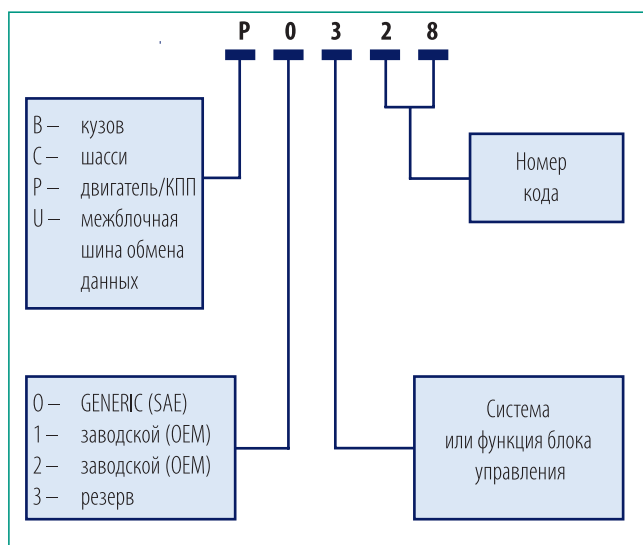 P 0 3 2 8
B – кузов
C – шасси
P – двигатель/КПП
U – межблочная
шина обмена
данных
Номер
кода
0 – GENERIC (SAE)
1 – заводской (OEM)
2 – заводской (OEM)
3 – резерв
Система
или функция блока
управления